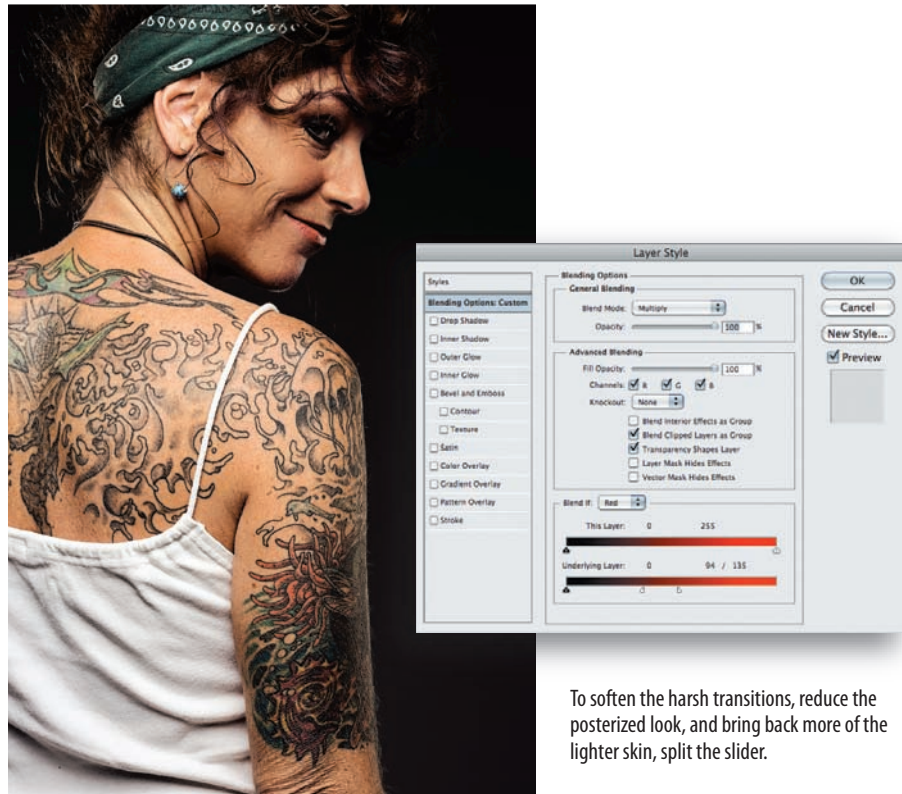 Layer Style
Styles
Blending Options: Custom
Drop Shadow
Inner Shadow
Outer Glow
Inner Glow
Bevel and Emboss
Contour
Texture
Satin
Color Overlay
Gradient Overlay
Pattern Overlay
Stroke
Blending Options
General Blending
Blend Mode: Multiply
Opacity: 100 %
Advanced Blending
Fill Opacity: 100 %
Channels: R G B
Knockout: None
Blend Interior Effects as Group
Blend Clipped Layers as Group
Transparency Shapes Layer
Layer Mask Hides Effects
Vector Mask Hides Effects
Blend If: Red
This Layer: 0 255
Underlying Layer: 0 94 / 135
OK
Cancel
New Style...
Preview
To soften the harsh transitions, reduce the
posterized look, and bring back more of the
lighter skin, split the slider.